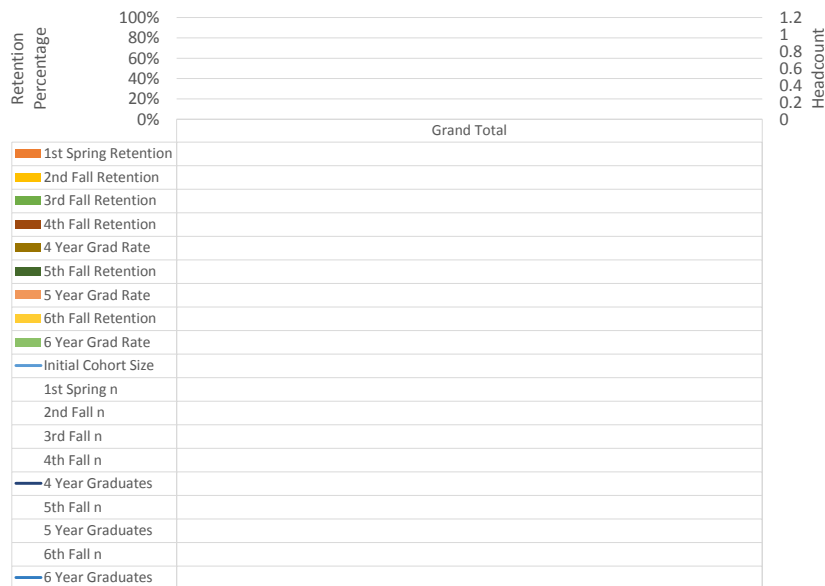 Retention
Percentage
100%
80%
60%
40%
20%
0%
1.2
1
0.8
0.6
0.4
0.2
0
Headcount
Grand Total
1st Spring Retention
2nd Fall Retention
3rd Fall Retention
4th Fall Retention
4 Year Grad Rate
5th Fall Retention
5 Year Grad Rate
6th Fall Retention
6 Year Grad Rate
Initial Cohort Size
1st Spring n
2nd Fall n
3rd Fall n
4th Fall n
4 Year Graduates
5th Fall n
5 Year Graduates
6th Fall n
6 Year Graduates